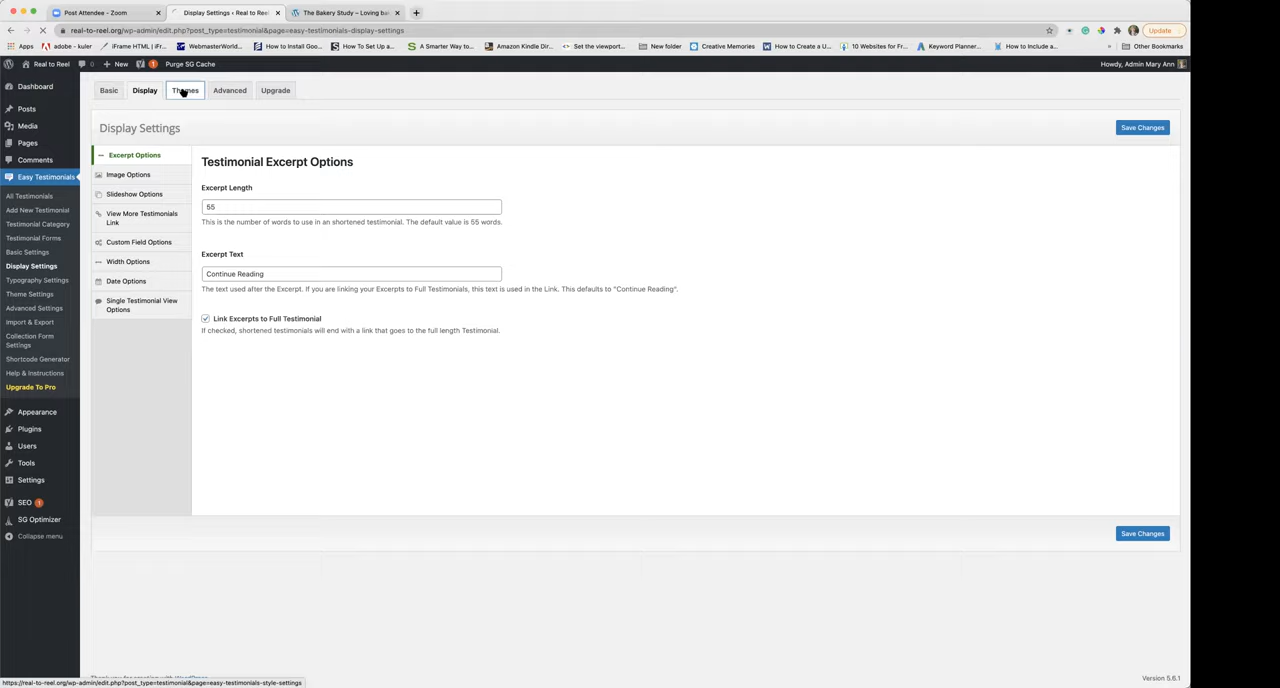 Post Attendee - Zoom
Display Settings ‹ Real to Reel
The Bakery Study – Loving bak
real-to-reel.org/wp-admin/edit.php?post_type=testimonial&page=easy-testimonials-display-settings
Update
Apps
adobe - kuler
iFrame HTML | iFr...
WebmasterWorld...
How to Install Goo...
How To Set up a...
A Smarter Way to...
Amazon Kindle Dir...
Set the viewport...
New folder
Creative Memories
How to Create a U...
10 Websites for Fr...
Keyword Planner...
How to Include a...
»
Other Bookmarks
Real to Reel
0
+ New
1
Purge SG Cache
Howdy, Admin Mary Ann
Dashboard
Posts
Media
Pages
Comments
Easy Testimonials
All Testimonials
Add New Testimonial
Testimonial Category
Testimonial Forms
Basic Settings
Display Settings
Typography Settings
Theme Settings
Advanced Settings
Import & Export
Collection Form
Settings
Shortcode Generator
Help & Instructions
Upgrade To Pro
Appearance
Plugins
Users
Tools
Settings
SEO 1
SG Optimizer
Collapse menu
Basic
Display
Themes
Advanced
Upgrade
Display Settings
Save Changes
Excerpt Options
Image Options
Slideshow Options
View More Testimonials
Link
Custom Field Options
Width Options
Date Options
Single Testimonial View
Options
Testimonial Excerpt Options
Excerpt Length
55
This is the number of words to use in an shortened testimonial. The default value is 55 words.
Excerpt Text
Continue Reading
The text used after the Excerpt. If you are linking your Excerpts to Full Testimonials, this text is used in the Link. This defaults to "Continue Reading".
Link Excerpts to Full Testimonial
If checked, shortened testimonials will end with a link that goes to the full length Testimonial.
Save Changes
Version 5.6.1
https://real-to-reel.org/wp-admin/edit.php?post_type=testimonial&page=easy-testimonials-style-settings